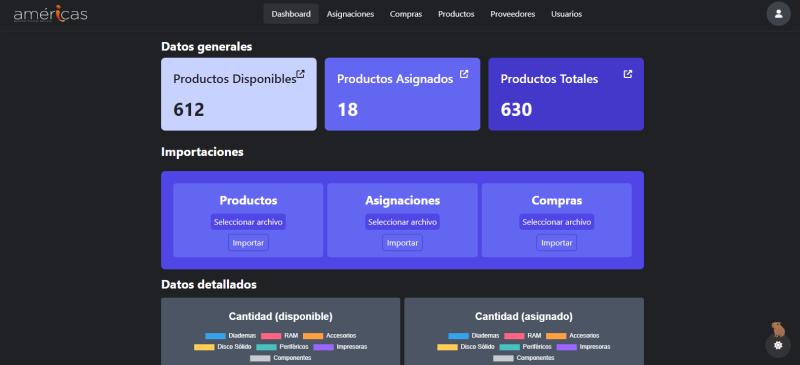 américas
Dashboard Asignaciones Compras Productos Proveedores Usuarios
Datos generales
Productos Disponibles Productos Asignados Productos Totales
612 18 630
Importaciones
Productos Asignaciones Compras
Seleccionar archivo Seleccionar archivo Seleccionar archivo
Importar Importar Importar
Datos detallados
Cantidad (disponible) Cantidad (asignado)
Diademas RAM Accesorios Diademas RAM Accesorios
Disco Sólido Periféricos Impresoras Disco Sólido Periféricos Impresoras
Componentes Componentes